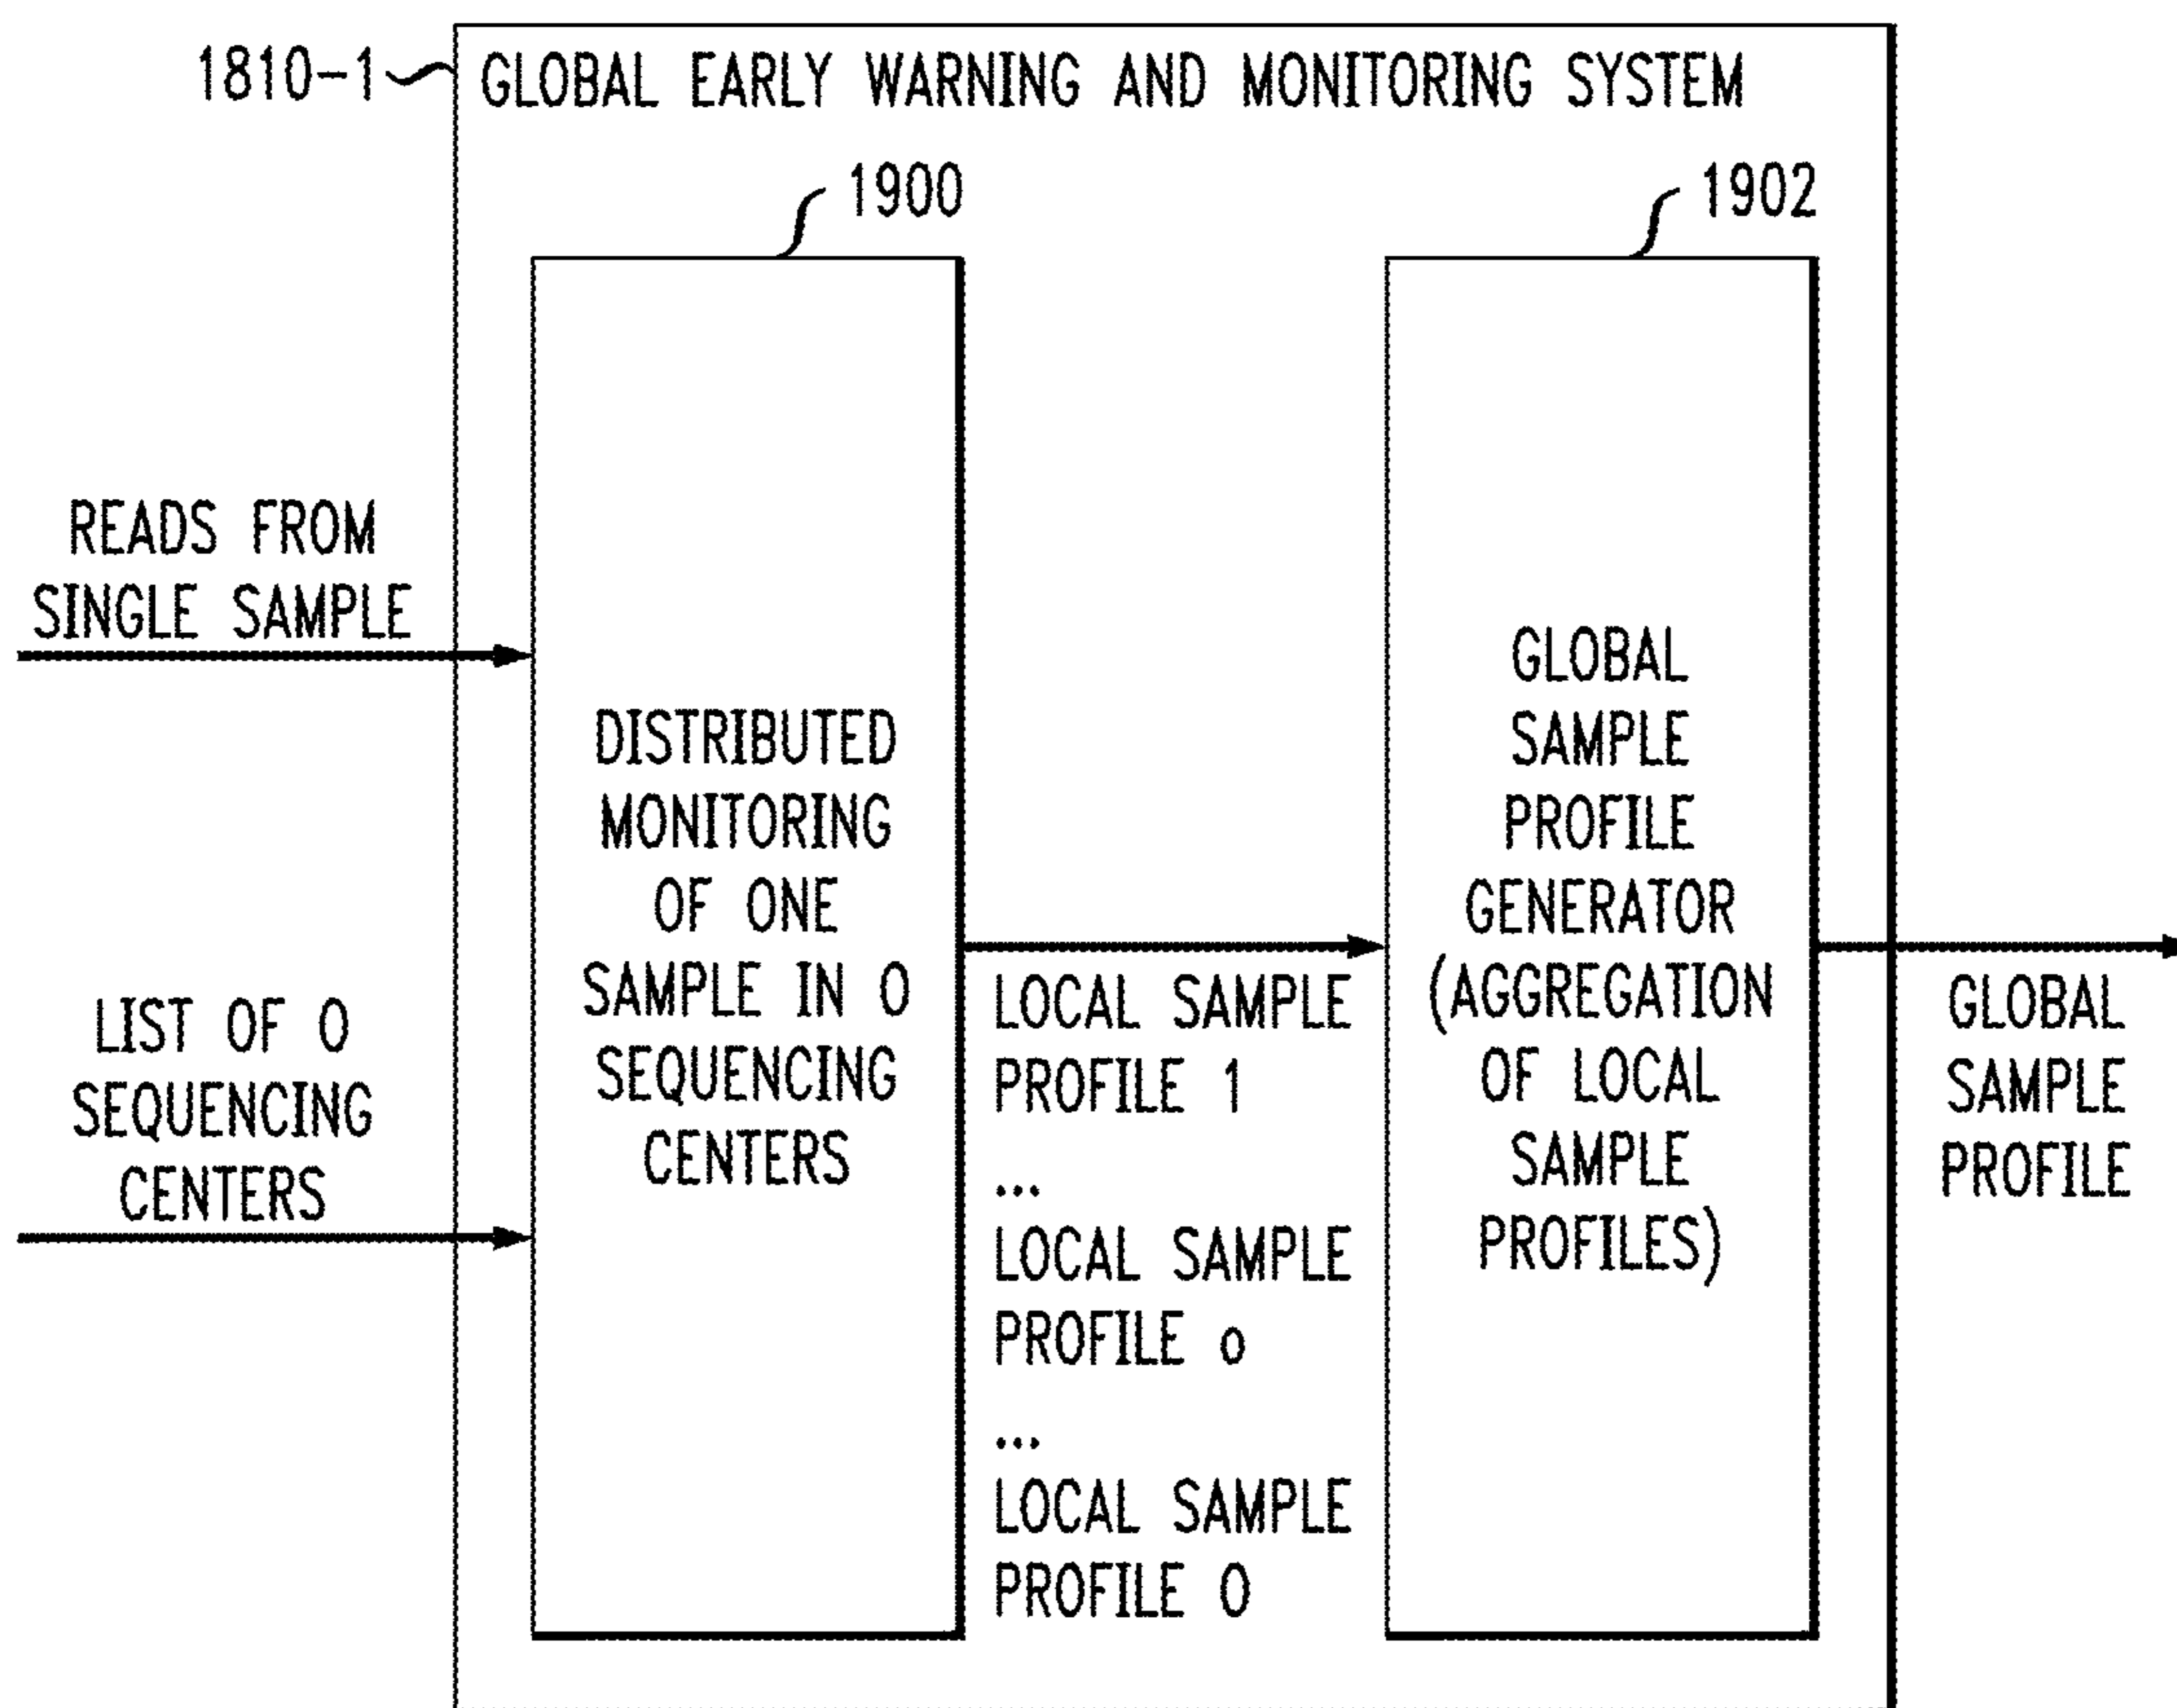 1810-1
GLOBAL EARLY WARNING AND MONITORING SYSTEM
1900
1902
READS FROM
SINGLE SAMPLE
LIST OF O
SEQUENCING
CENTERS
DISTRIBUTED
MONITORING
OF ONE
SAMPLE IN O
SEQUENCING
CENTERS
LOCAL SAMPLE
PROFILE 1
...
LOCAL SAMPLE
PROFILE o
...
LOCAL SAMPLE
PROFILE O
GLOBAL
SAMPLE
PROFILE
GENERATOR
(AGGREGATION
OF LOCAL
SAMPLE
PROFILES)
GLOBAL
SAMPLE
PROFILE